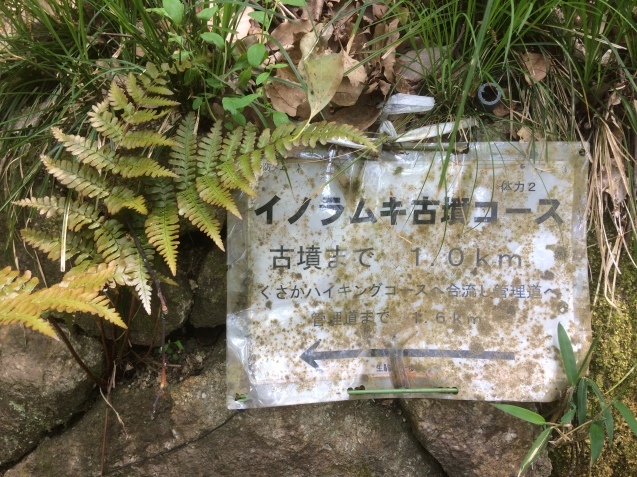 体力2
イノラムキ古墳コース
古墳まで 1.0km
くさかハイキングコースへ合流し管理道へ
管理道まで 1.6km